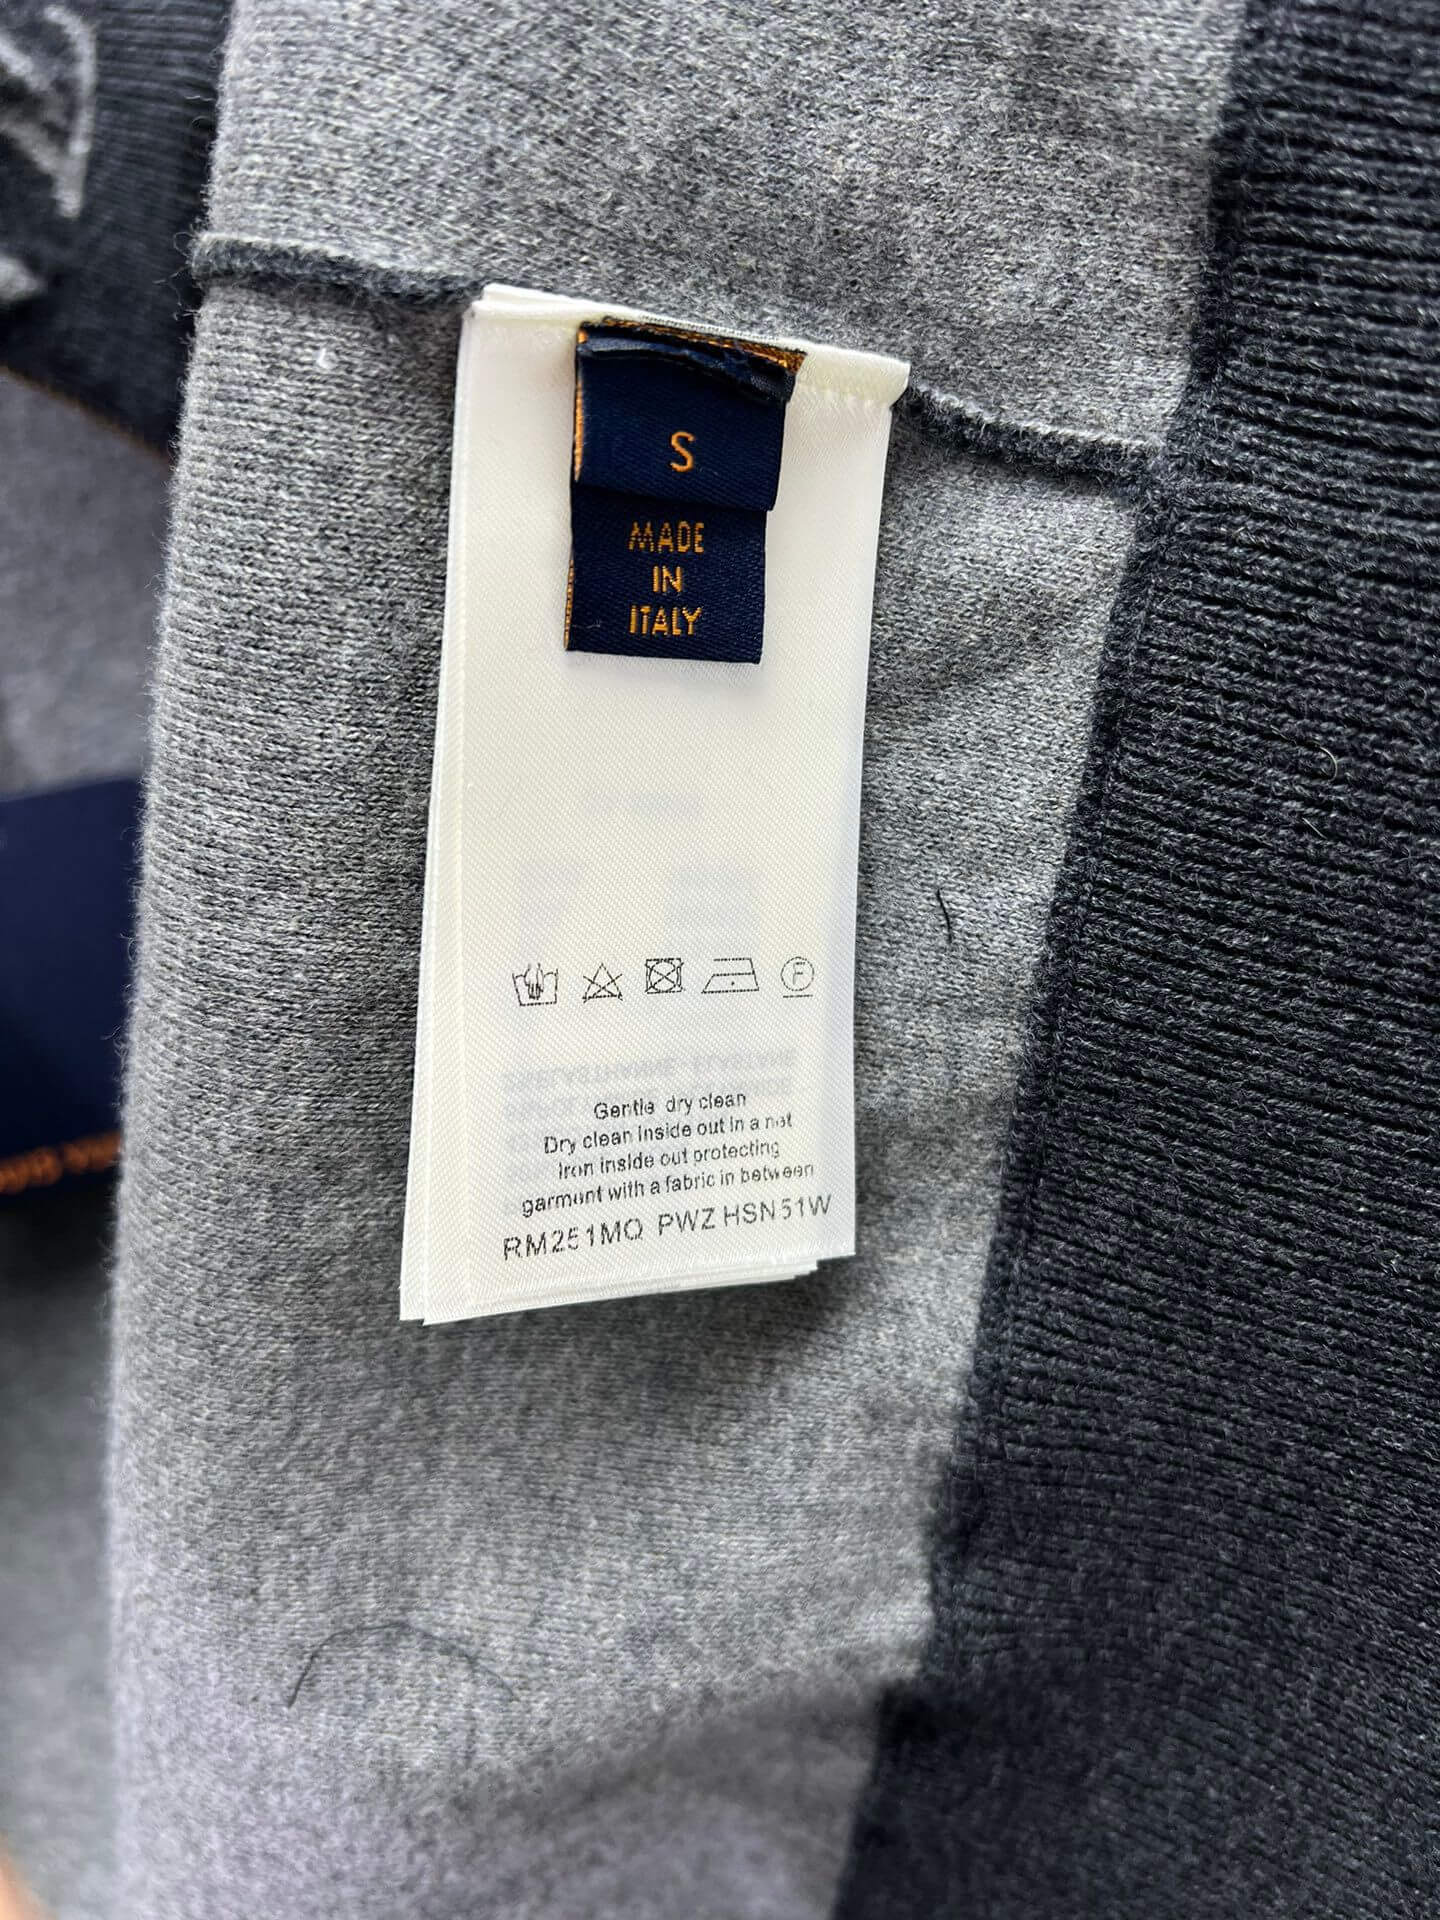 S
MADE
IN
ITALY
F
Gentle dry clean
Dry clean inside out in a net
Iron inside out protecting
garment with a fabric in between
RM251MQ PWZ HSN51W